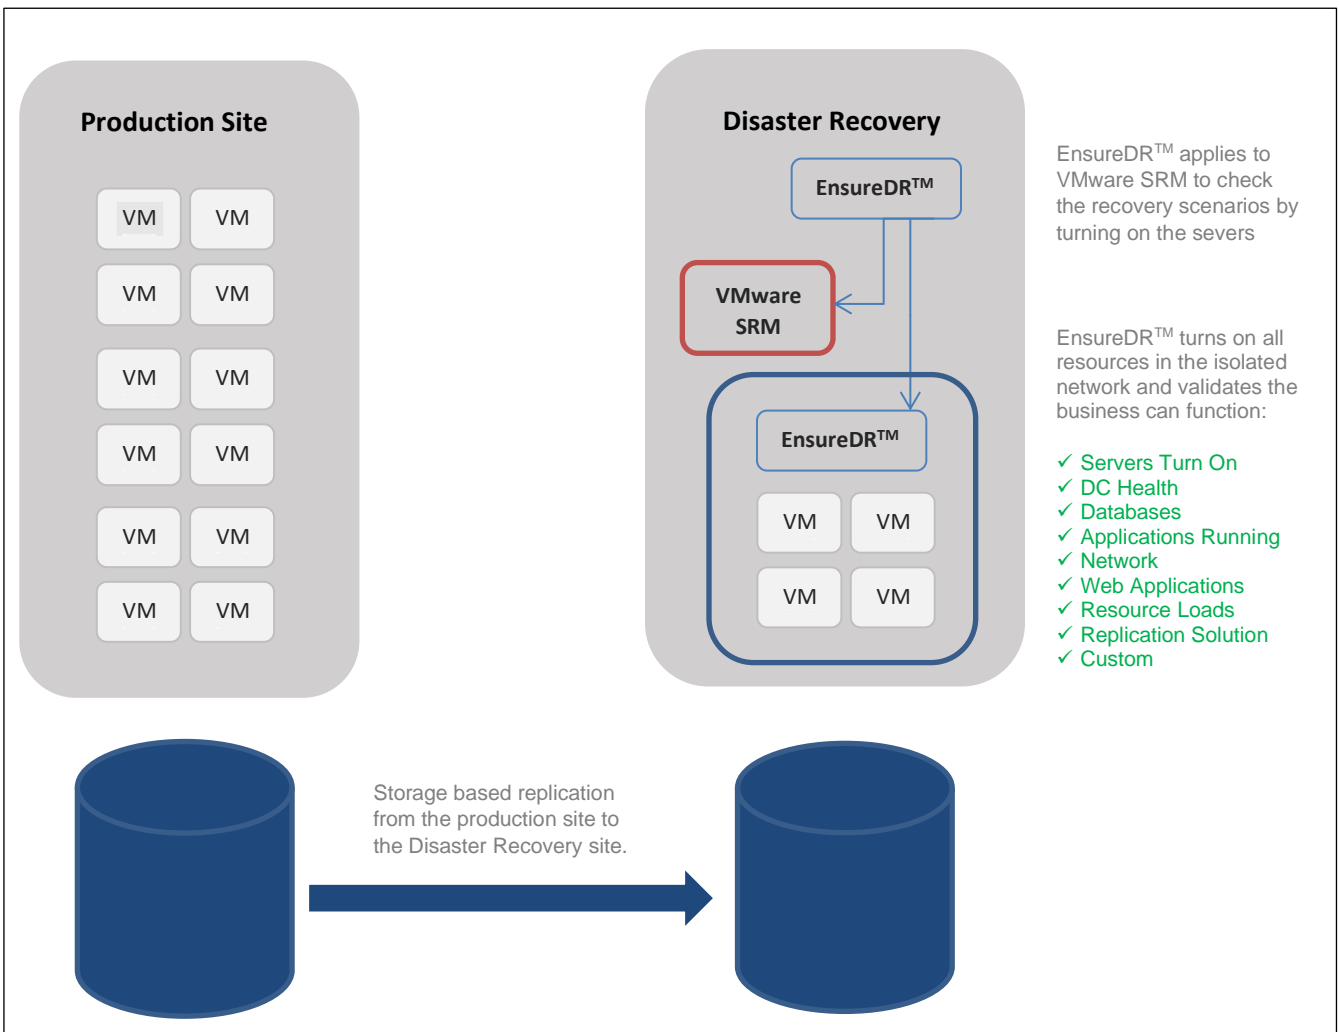 Production Site
VM VM
VM VM
VM VM
VM VM
VM VM
VM VM
Disaster Recovery
EnsureDR™
VMware
SRM
EnsureDR™
VM VM
VM VM
EnsureDR™ applies to
VMware SRM to check
the recovery scenarios by
turning on the severs
EnsureDR™ turns on all
resources in the isolated
network and validates the
business can function:
✓ Servers Turn On
✓ DC Health
✓ Databases
✓ Applications Running
✓ Network
✓ Web Applications
✓ Resource Loads
✓ Replication Solution
✓ Custom
Storage based replication
from the production site to
the Disaster Recovery site.